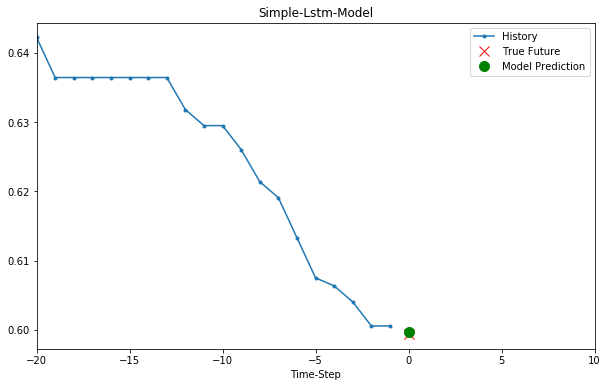 Simple-Lstm-Model
History
True Future
Model Prediction
0.64
0.63
0.62
0.61
0.60
−20 −15 −10 −5 0 5 10
Time-Step